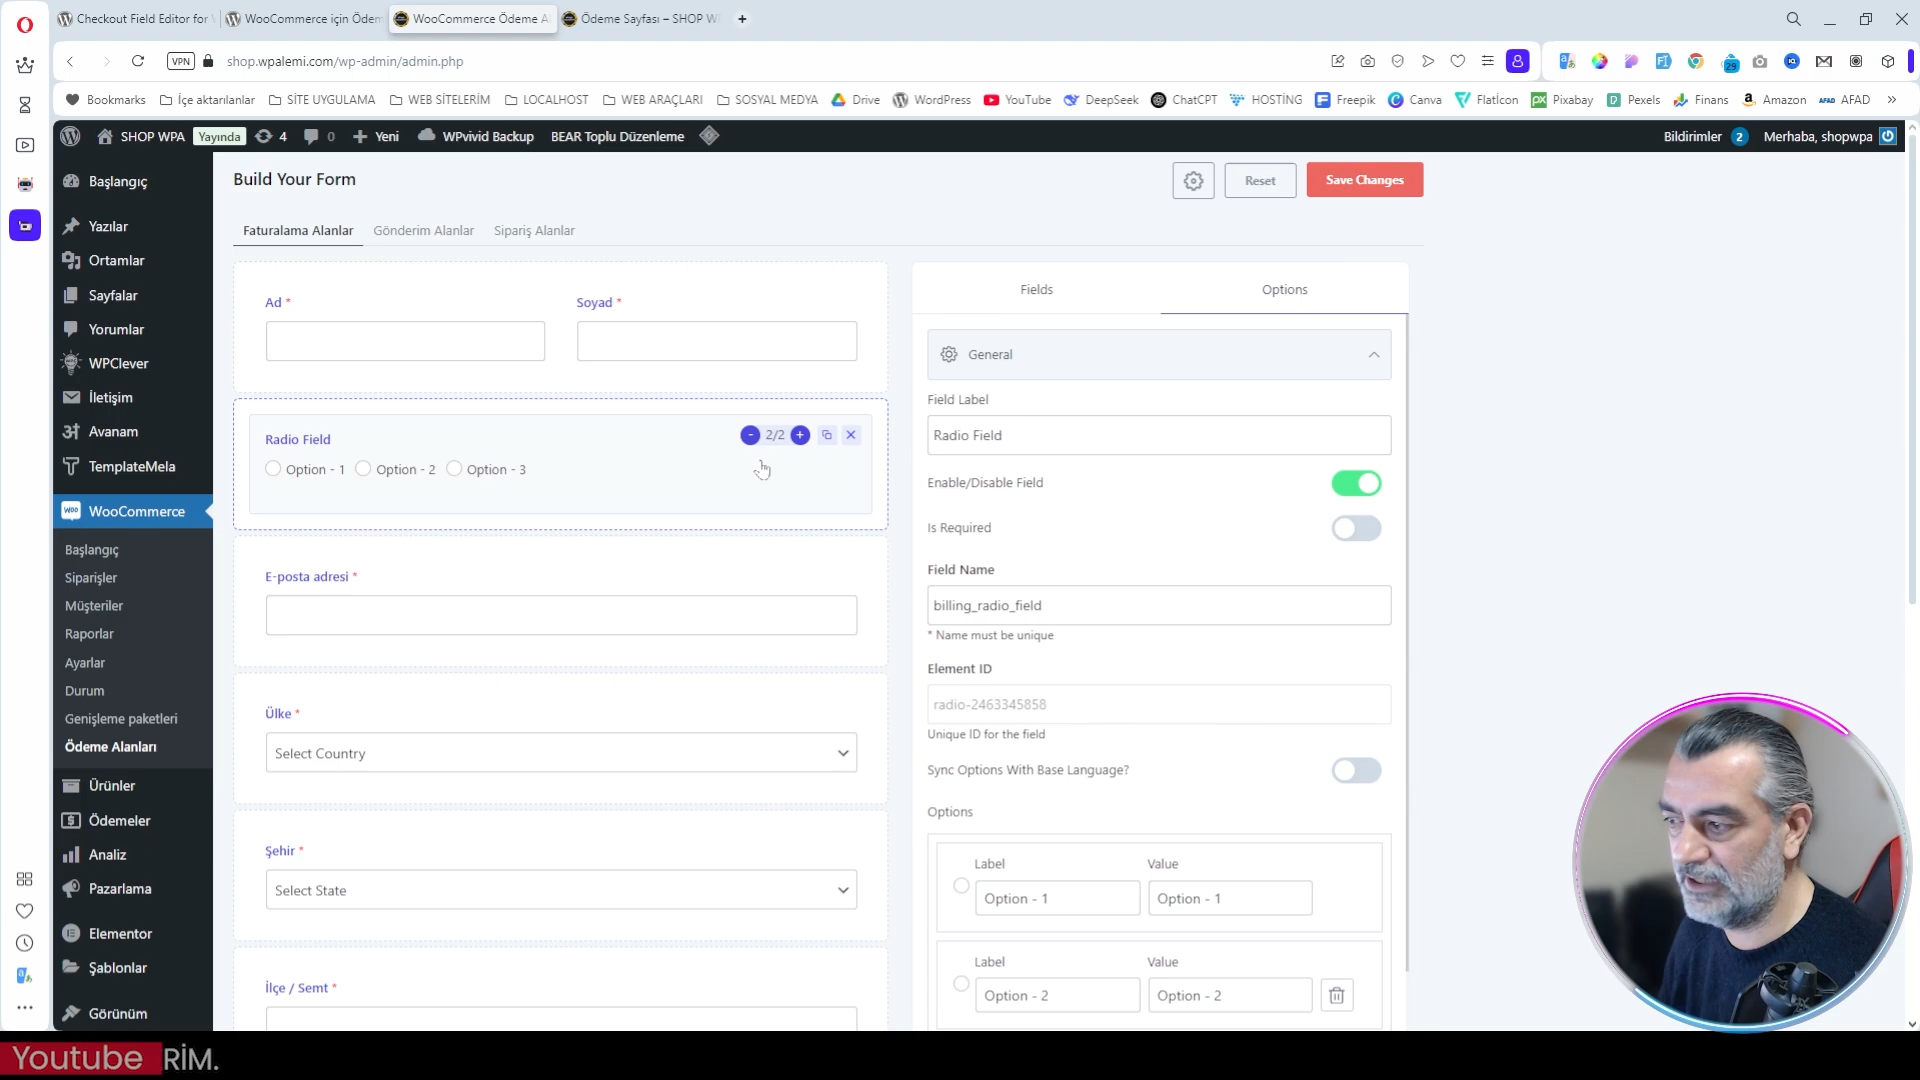 Checkout Field Editor for
WooCommerce için Ödem
WooCommerce Ödeme A
Ödeme Sayfası – SHOP W
VPN
shop.wpalemi.com/wp-admin/admin.php
29
Bookmarks
İçe aktarılanlar
SİTE UYGULAMA
WEB SİTELERİM
LOCALHOST
WEB ARAÇLARI
SOSYAL MEDYA
Drive
WordPress
YouTube
DeepSeek
ChatCPT
HOSTİNG
Freepik
Canva
FlatIcon
Pixabay
Pexels
Finans
Amazon
AFAD
SHOP WPA
Yayında
4
0
Yeni
WPvivid Backup
BEAR Toplu Düzenleme
Bildirimler
2
Merhaba, shopwpa
Başlangıç
Yazılar
Ortamlar
Sayfalar
Yorumlar
WPClever
İletişim
Avanam
TemplateMela
WooCommerce
Başlangıç
Siparişler
Müşteriler
Raporlar
Ayarlar
Durum
Genişleme paketleri
Ödeme Alanları
Ürünler
Ödemeler
Analiz
Pazarlama
Elementor
Şablonlar
Görünüm
Build Your Form
Reset
Save Changes
Faturalama Alanlar
Gönderim Alanlar
Sipariş Alanlar
Ad *
Soyad *
Radio Field
- 2/2 +
Option - 1
Option - 2
Option - 3
E-posta adresi *
Ülke *
Select Country
Şehir *
Select State
İlçe / Semt *
Fields
Options
General
Field Label
Radio Field
Enable/Disable Field
Is Required
Field Name
billing_radio_field
* Name must be unique
Element ID
radio-2463345858
Unique ID for the field
Sync Options With Base Language?
Options
Label
Value
Option - 1
Option - 1
Label
Value
Option - 2
Option - 2
Youtube RİM.